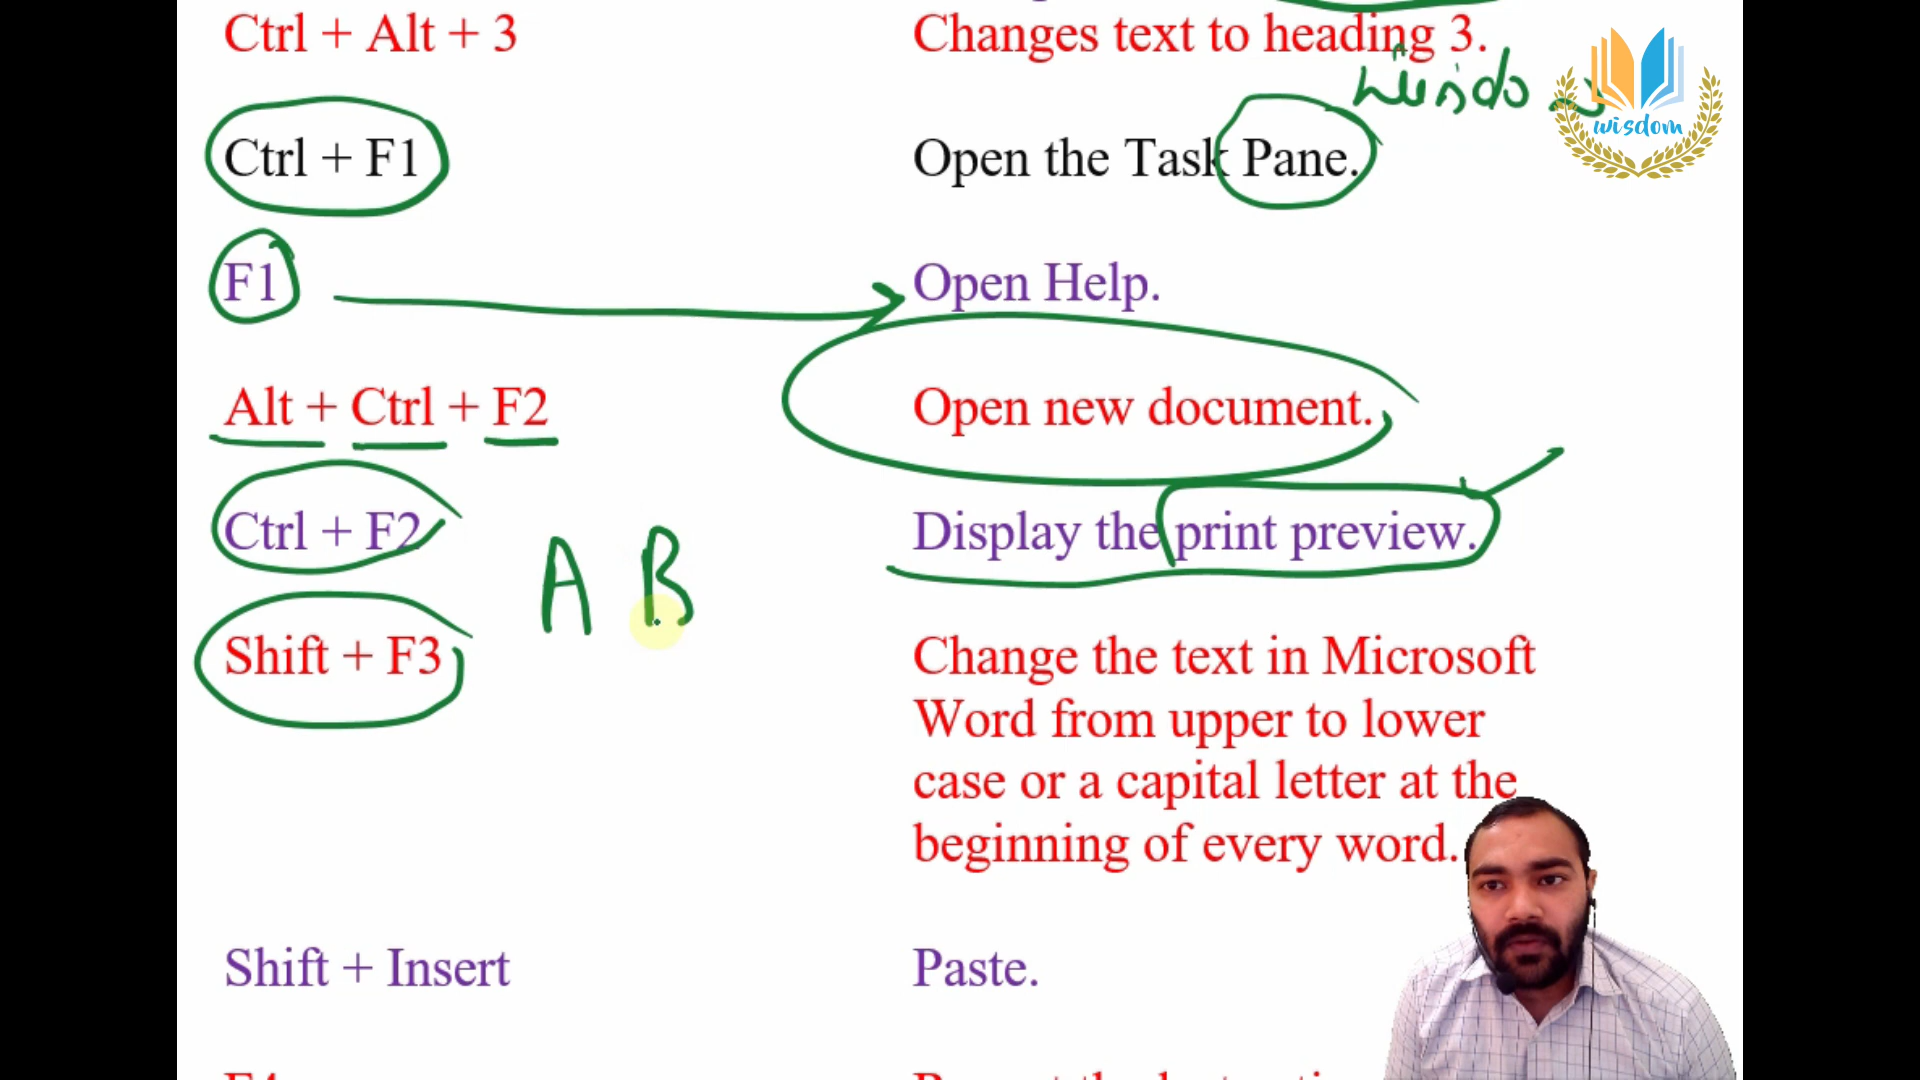 Ctrl + Alt + 3 Changes text to heading 3.
Windo
wisdom
Ctrl + F1 Open the Task Pane.
F1 Open Help.
Alt + Ctrl + F2 Open new document.
Ctrl + F2 Display the print preview.
A B
Shift + F3 Change the text in Microsoft
Word from upper to lower
case or a capital letter at the
beginning of every word.
Shift + Insert Paste.